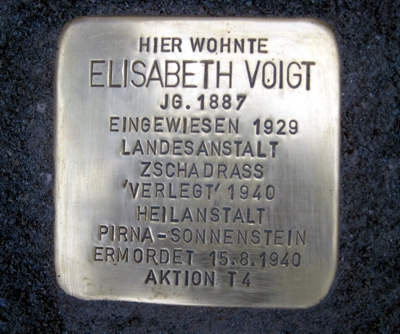 HIER WOHNTE
ELISABETH VOIGT
JG. 1887
EINGEWIESEN 1929
LANDESANSTALT
ZSCHADRASS
'VERLEGT' 1940
HEILANSTALT
PIRNA-SONNENSTEIN
ERMORDET 15.8.1940
AKTION T4